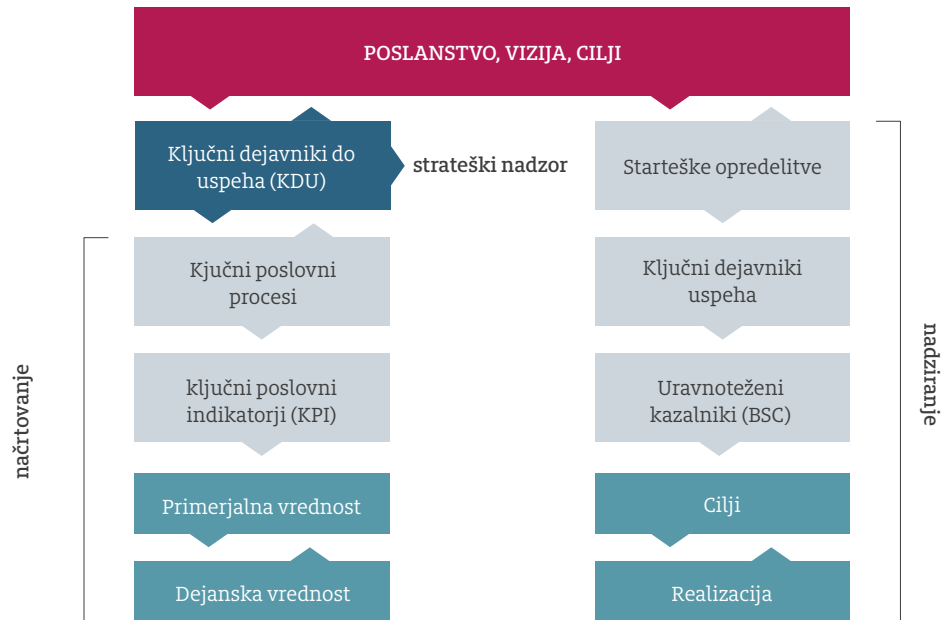 POSLANSTVO, VIZIJA, CILJI
Ključni dejavniki do
uspeha (KDU)
strateški nadzor
Starteške opredelitve
Kjučni poslovni
procesi
Ključni dejavniki
uspeha
ključni poslovni
indikatorji (KPI)
Uravnoteženi
kazalniki (BSC)
načrtovanje
nadziranje
Primerjalna vrednost
Cilji
Dejanska vrednost
Realizacija